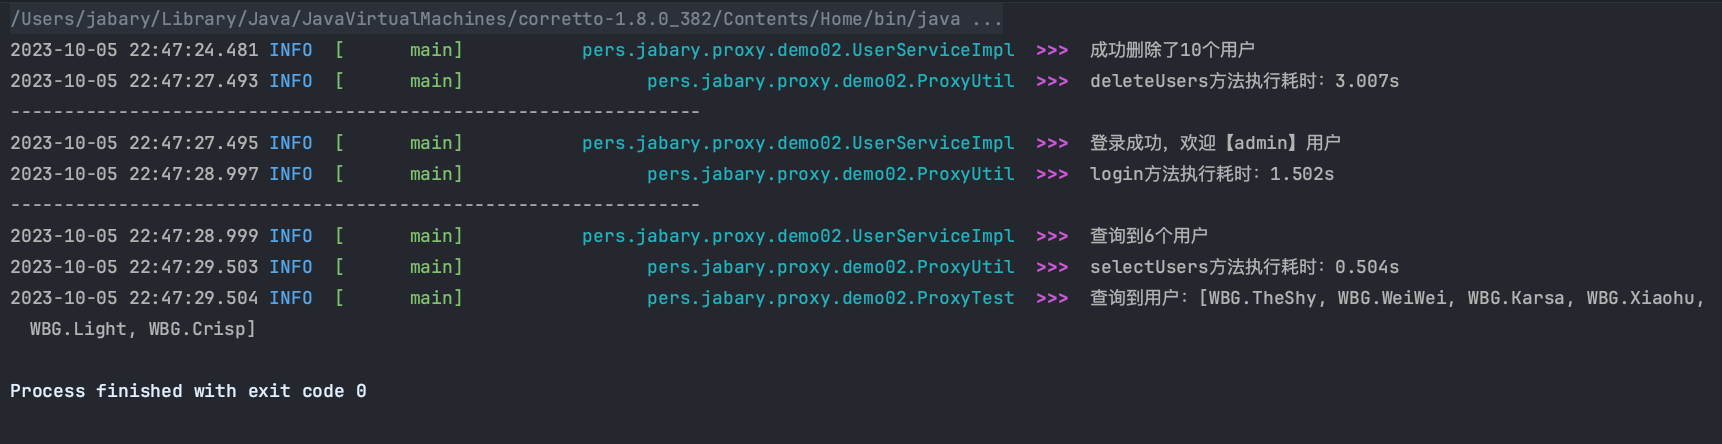 /Users/jabary/Library/Java/JavaVirtualMachines/corretto-1.8.0_382/Contents/Home/bin/java ...
2023-10-05 22:47:24.481 INFO  [      main]           pers.jabary.proxy.demo02.UserServiceImpl  >>>  成功删除了10个用户
2023-10-05 22:47:27.493 INFO  [      main]                 pers.jabary.proxy.demo02.ProxyUtil  >>>  deleteUsers方法执行耗时：3.007s
----------------------------------------------------------------
2023-10-05 22:47:27.495 INFO  [      main]           pers.jabary.proxy.demo02.UserServiceImpl  >>>  登录成功，欢迎【admin】用户
2023-10-05 22:47:28.997 INFO  [      main]                 pers.jabary.proxy.demo02.ProxyUtil  >>>  login方法执行耗时：1.502s
----------------------------------------------------------------
2023-10-05 22:47:28.999 INFO  [      main]           pers.jabary.proxy.demo02.UserServiceImpl  >>>  查询到6个用户
2023-10-05 22:47:29.503 INFO  [      main]                 pers.jabary.proxy.demo02.ProxyUtil  >>>  selectUsers方法执行耗时：0.504s
2023-10-05 22:47:29.504 INFO  [      main]                 pers.jabary.proxy.demo02.ProxyTest  >>>  查询到用户：[WBG.TheShy, WBG.WeiWei, WBG.Karsa, WBG.Xiaohu,
WBG.Light, WBG.Crisp]
Process finished with exit code 0